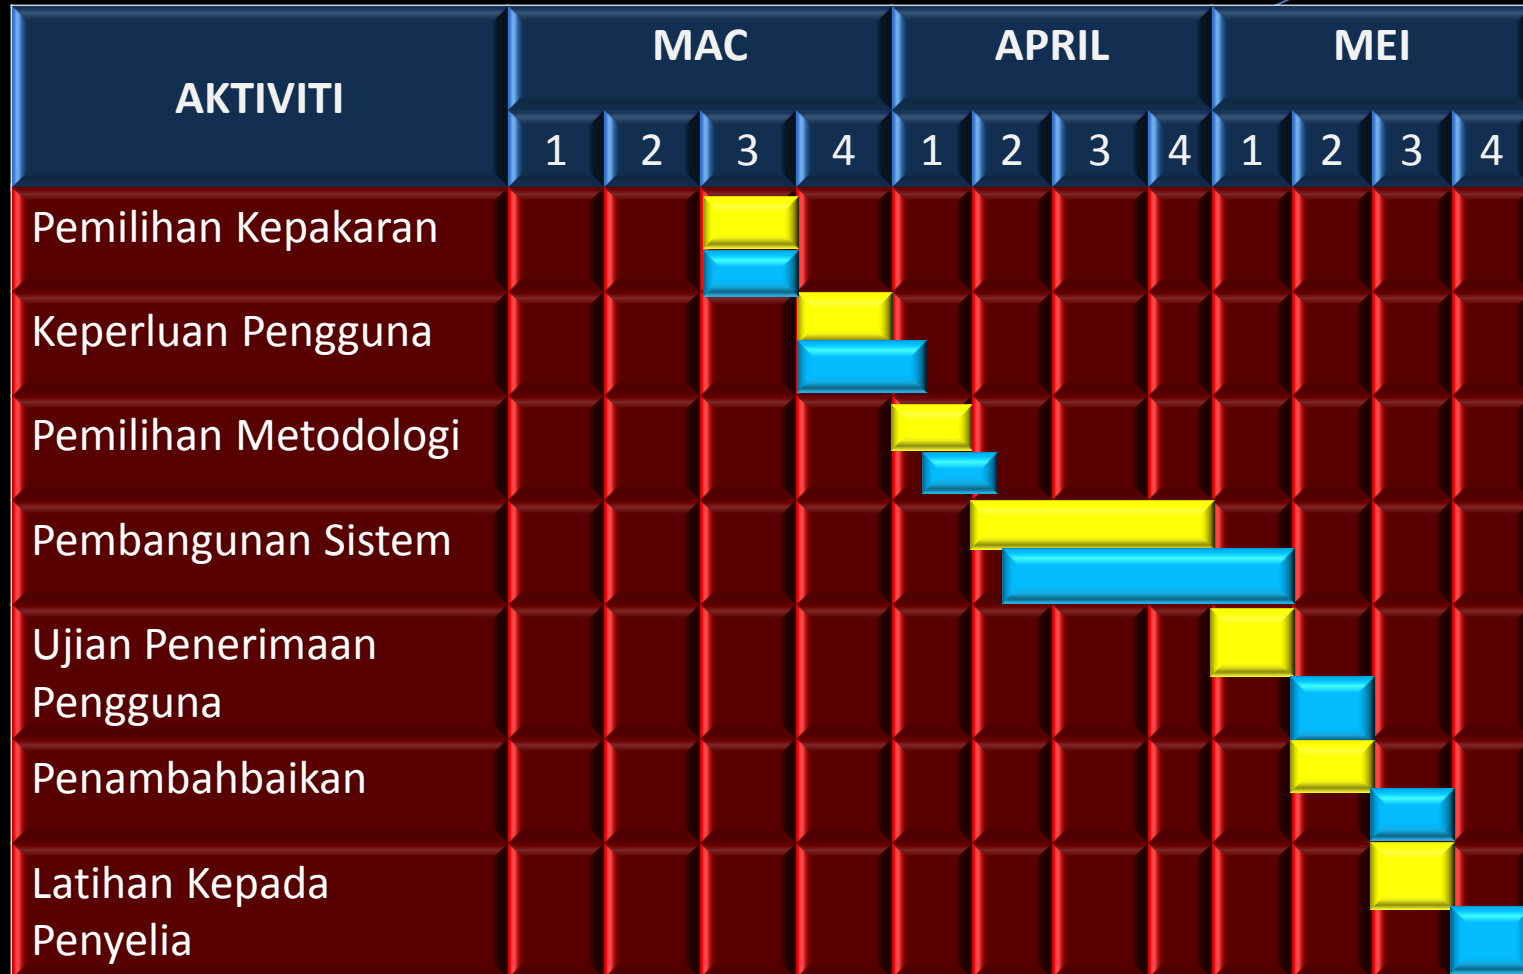 AKTIVITI
MAC APRIL MEI
1 2 3 4 1 2 3 4 1 2 3 4
Pemilihan Kepakaran
Keperluan Pengguna
Pemilihan Metodologi
Pembangunan Sistem
Ujian Penerimaan
Pengguna
Penambahbaikan
Latihan Kepada
Penyelia